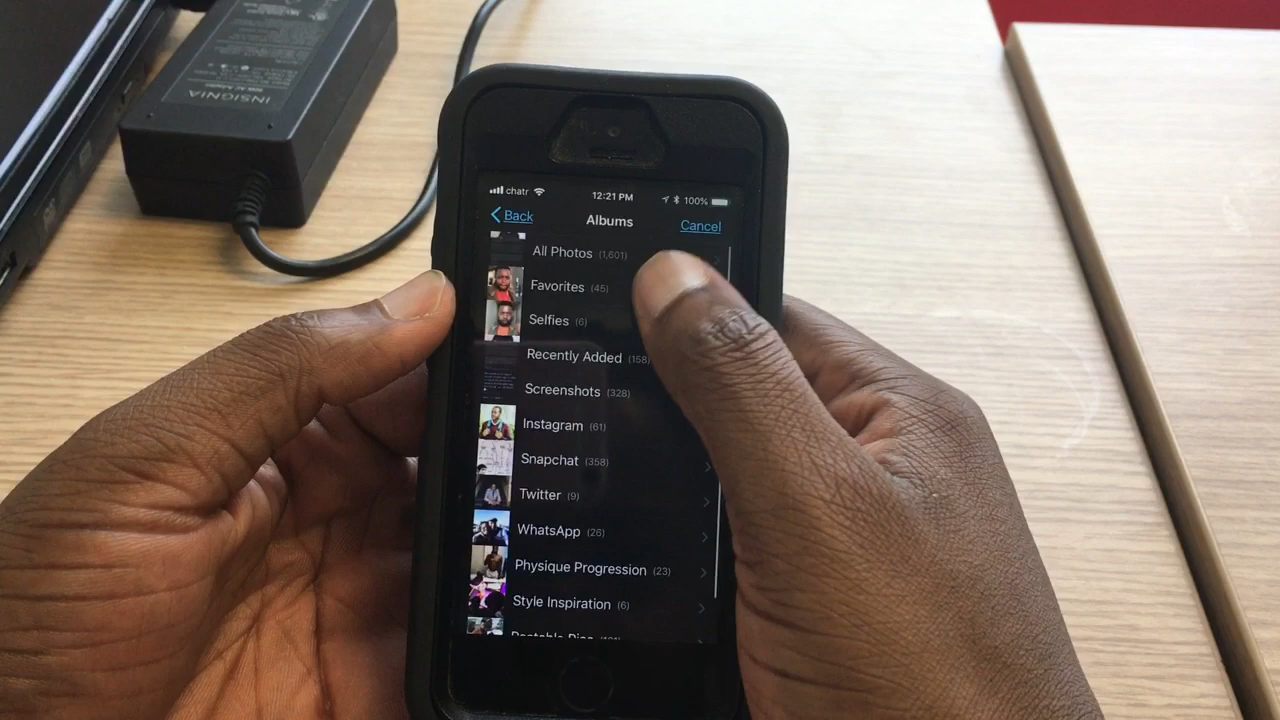 INSIGNIA
chatr 12:21 PM 100%
Back Albums Cancel
All Photos (1,601)
Favorites (45)
Selfies (6)
Recently Added (158)
Screenshots (328)
Instagram (61)
Snapchat (358)
Twitter (9)
WhatsApp (26)
Physique Progression (23)
Style Inspiration (6)